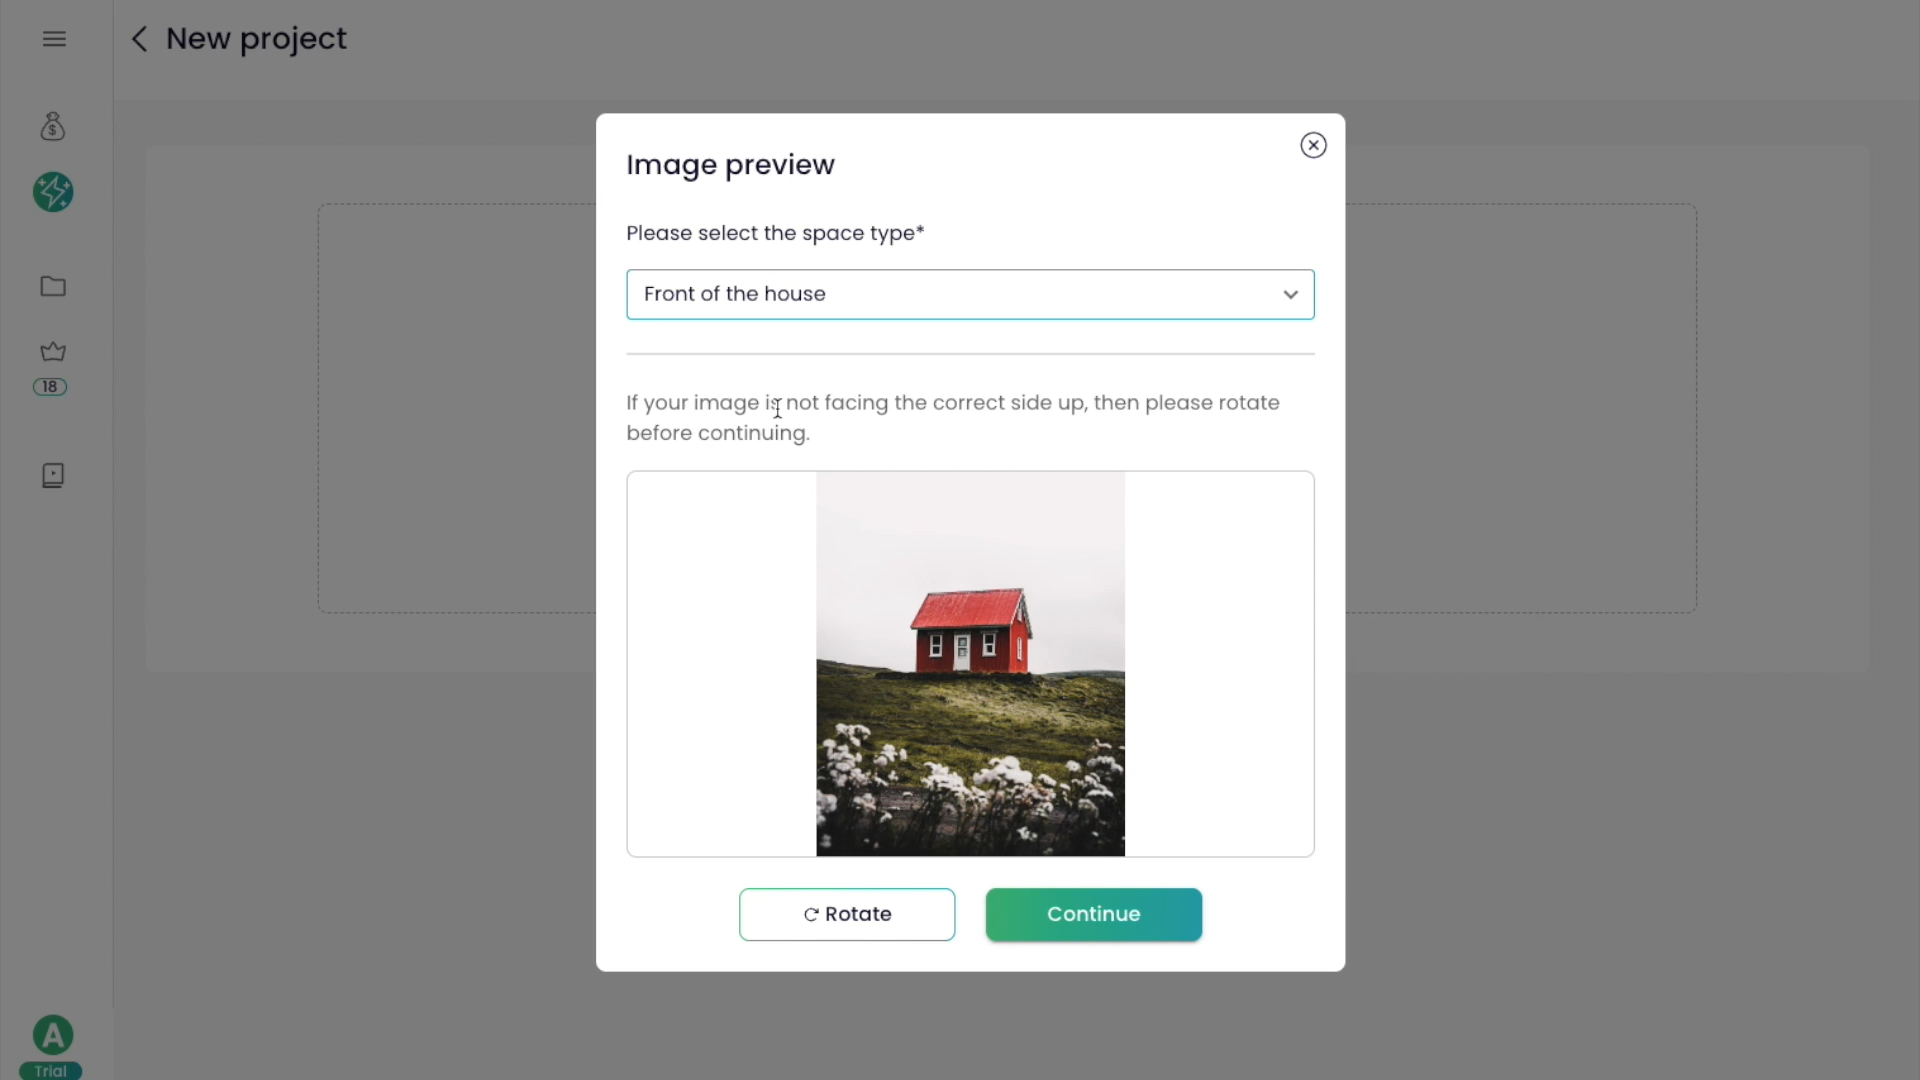 New project
Image preview
Please select the space type*
Front of the house
18
If your image is not facing the correct side up, then please rotate
before continuing.
Rotate
Continue
A
Trial